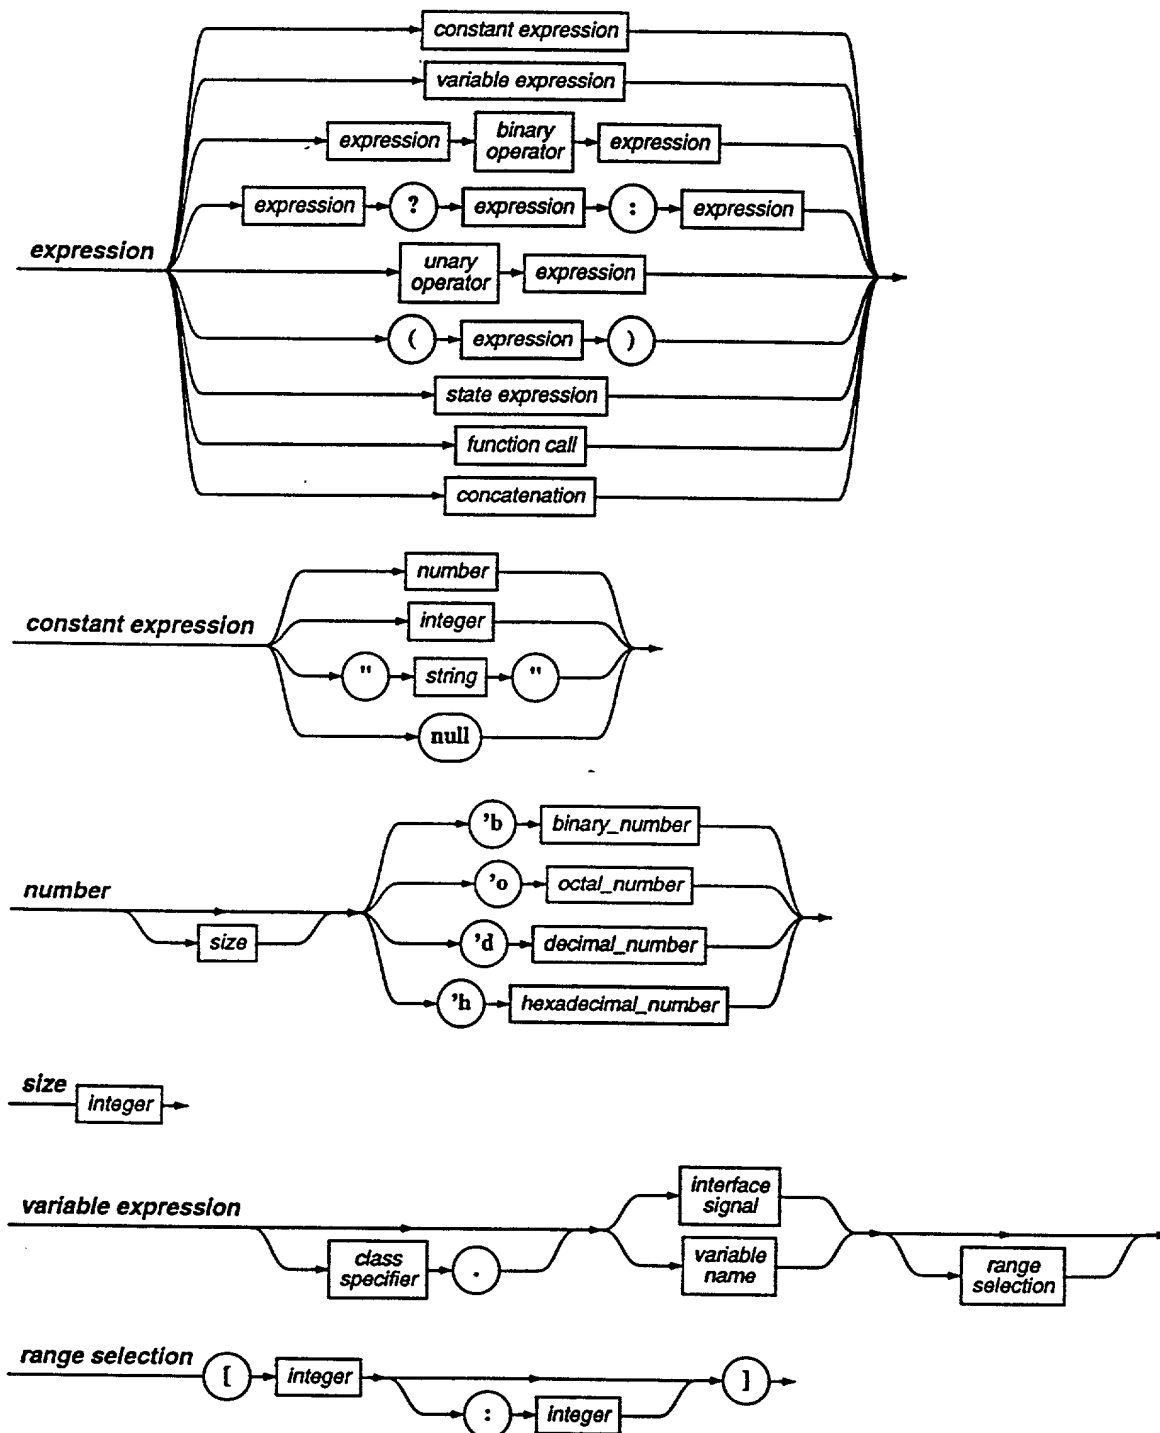 constant expression
variable expression
expression binary operator expression
expression ? expression : expression
expression
unary operator expression
( expression )
state expression
function call
concatenation
number
constant expression
integer
" string "
null
'b binary_number
'o octal_number
number
size
'd decimal_number
'h hexadecimal_number
size
integer
variable expression
interface signal
class specifier .
variable name
range selection
range selection [ integer ]
: integer